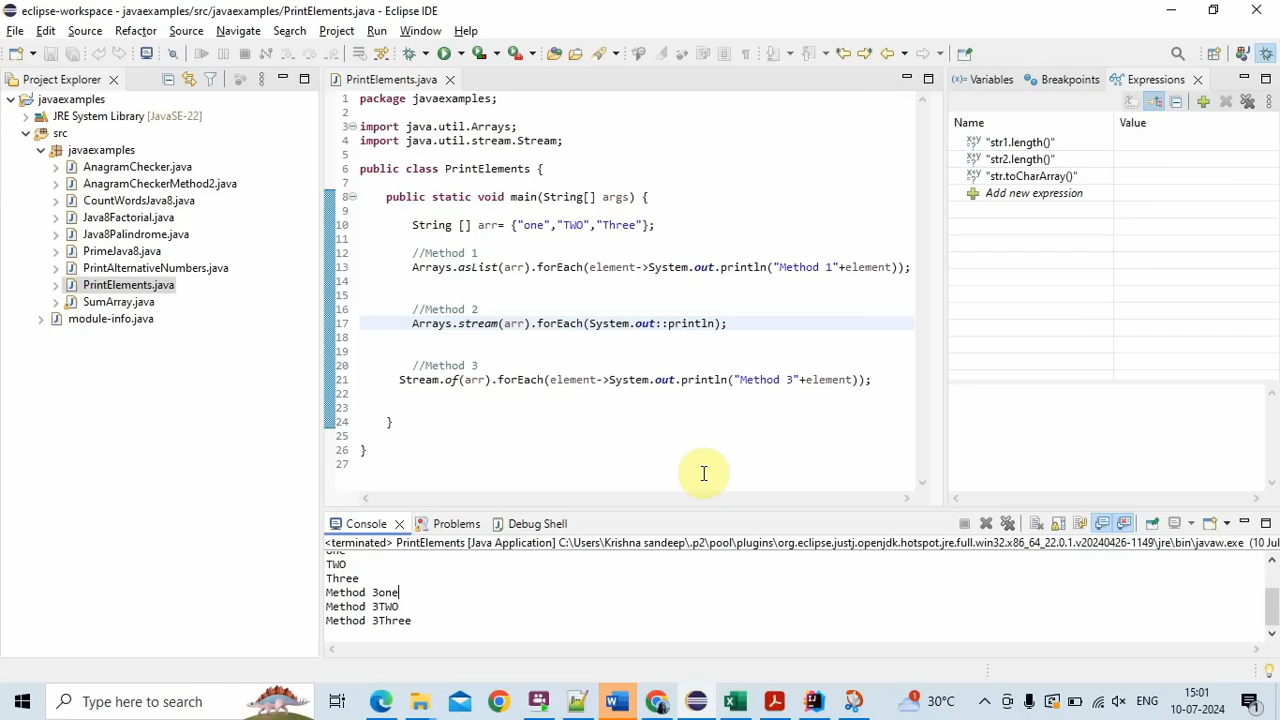 eclipse-workspace - javaexamples/src/javaexamples/PrintElements.java - Eclipse IDE
File Edit Source Refactor Source Navigate Search Project Run Window Help
Project Explorer
PrintElements.java
Variables Breakpoints Expressions
javaexamples
JRE System Library [JavaSE-22]
src
javaexamples
AnagramChecker.java
AnagramCheckerMethod2.java
CountWordsJava8.java
Java8Factorial.java
Java8Palindrome.java
PrimeJava8.java
PrintAlternativeNumbers.java
PrintElements.java
SumArray.java
module-info.java
1 package javaexamples;
2
3 import java.util.Arrays;
4 import java.util.stream.Stream;
5
6 public class PrintElements {
7
8 public static void main(String[] args) {
9
10 String [] arr= {"one","TWO","Three"};
11
12 //Method 1
13 Arrays.asList(arr).forEach(element->System.out.println("Method 1"+element));
14
15
16 //Method 2
17 Arrays.stream(arr).forEach(System.out::println);
18
19
20 //Method 3
21 Stream.of(arr).forEach(element->System.out.println("Method 3"+element));
22
23
24 }
25
26 }
27
Name Value
"str1.length()"
"str2.length()"
"str.toCharArray()"
Add new expression
Console Problems Debug Shell
<terminated> PrintElements [Java Application] C:\Users\Krishna sandeep\.p2\pool\plugins\org.eclipse.justj.openjdk.hotspot.jre.full.win32.x86_64_22.0.1.v20240426-1149\jre\bin\javaw.exe (10 Jul
one
TWO
Three
Method 3one
Method 3TWO
Method 3Three
Type here to search
30°C
ENG
15:01
10-07-2024